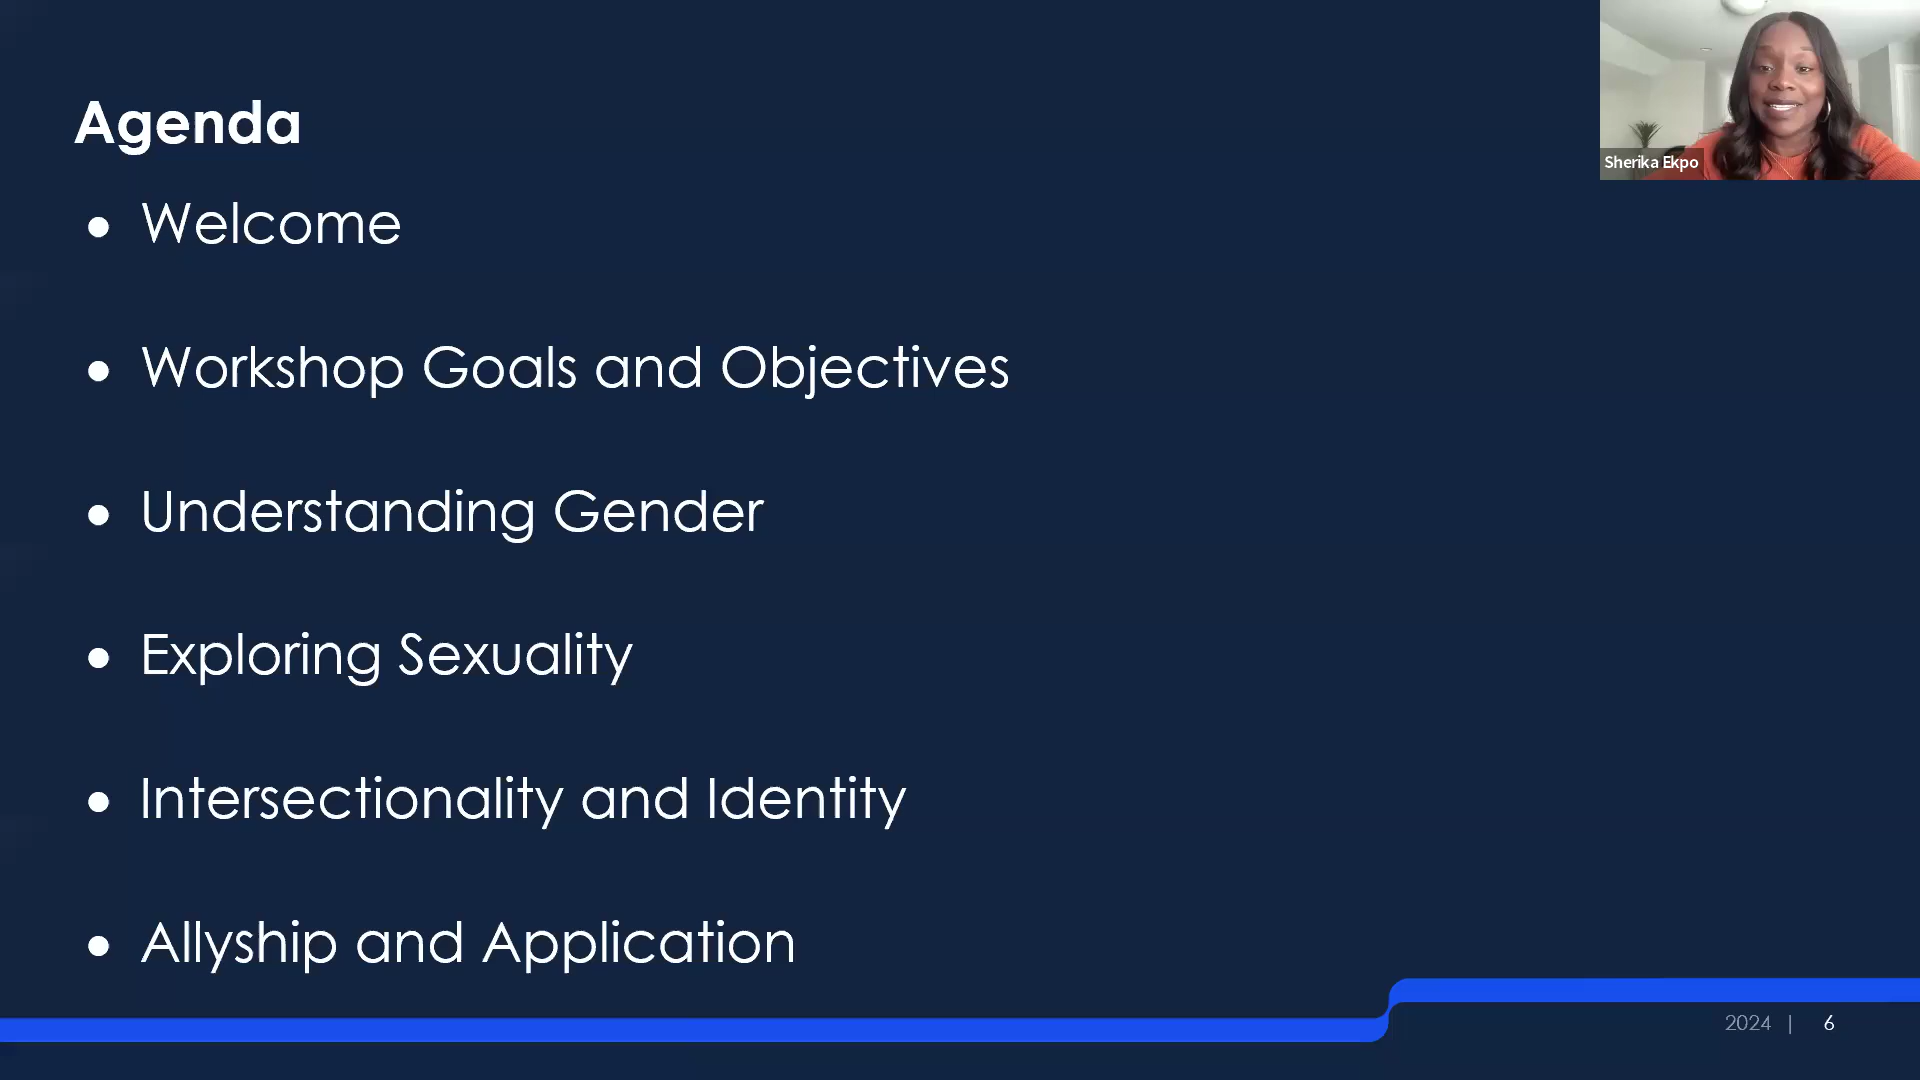 Agenda
Sherika Ekpo
• Welcome
• Workshop Goals and Objectives
• Understanding Gender
• Exploring Sexuality
• Intersectionality and Identity
• Allyship and Application
2024 | 6